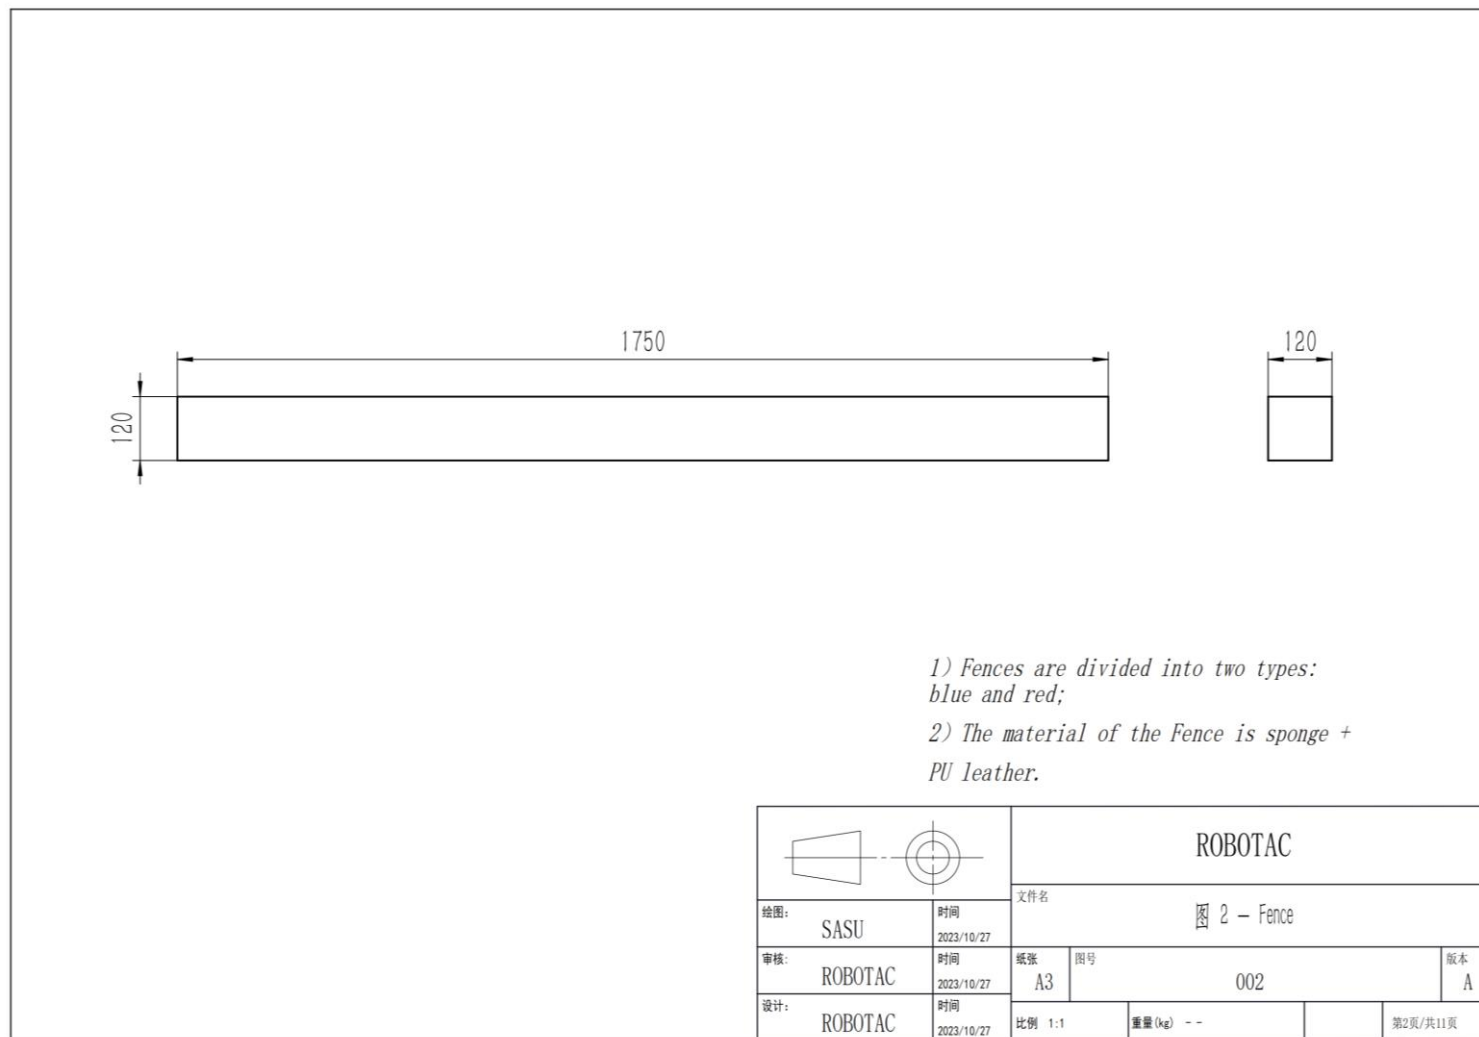 1750
120
120
1) Fences are divided into two types:
blue and red;
2) The material of the Fence is sponge +
PU leather.
ROBOTAC
文件名
图 2 - Fence
绘图:
SASU
时间
2023/10/27
审核:
ROBOTAC
时间
2023/10/27
纸张
A3
图号
002
版本
A
设计:
ROBOTAC
时间
2023/10/27
比例 1:1
重量(kg) --
第2页/共11页